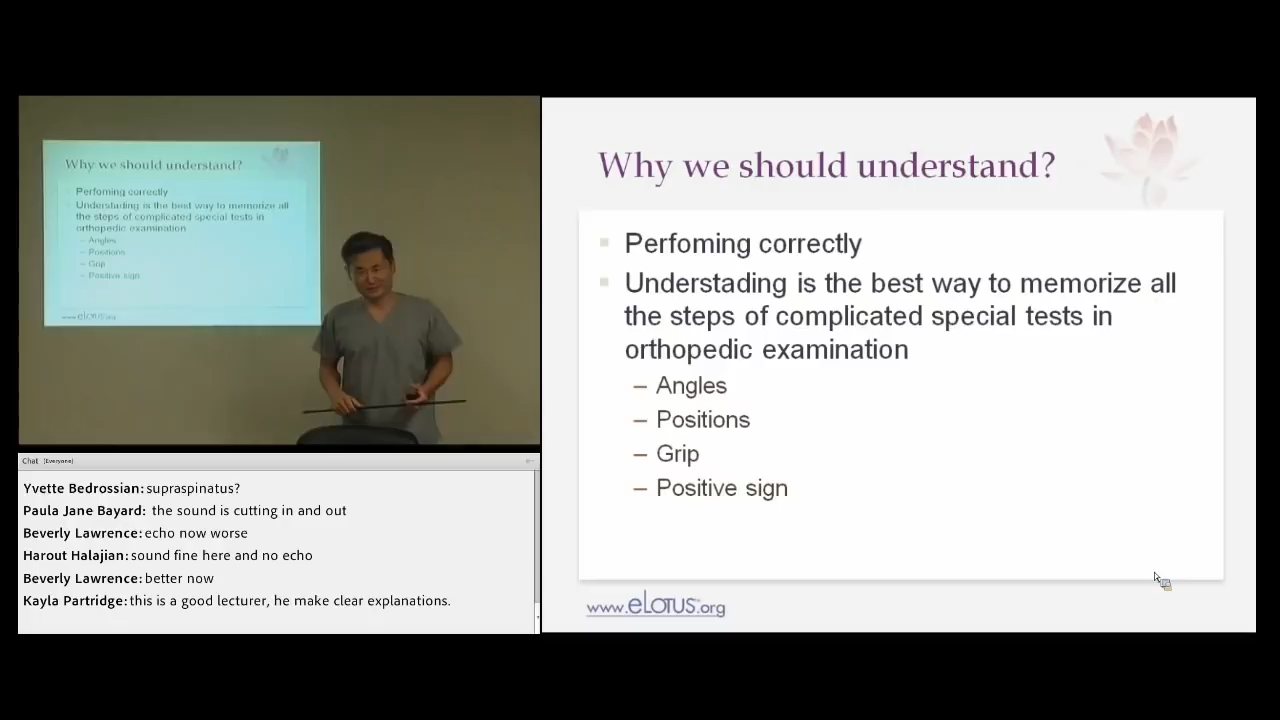 Why we should understand?
Perfoming correctly
Understading is the best way to memorize all
the steps of complicated special tests in
orthopedic examination
– Angles
– Positions
– Grip
– Positive sign
www.eLOTUS.org
Chat (Everyone)
Yvette Bedrossian: supraspinatus?
Paula Jane Bayard: the sound is cutting in and out
Beverly Lawrence: echo now worse
Harout Halajian: sound fine here and no echo
Beverly Lawrence: better now
Kayla Partridge: this is a good lecturer, he make clear explanations.
Why we should understand?
Perfoming correctly
Understading is the best way to memorize all
the steps of complicated special tests in
orthopedic examination
– Angles
– Positions
– Grip
– Positive sign
www.eLOTUS.org